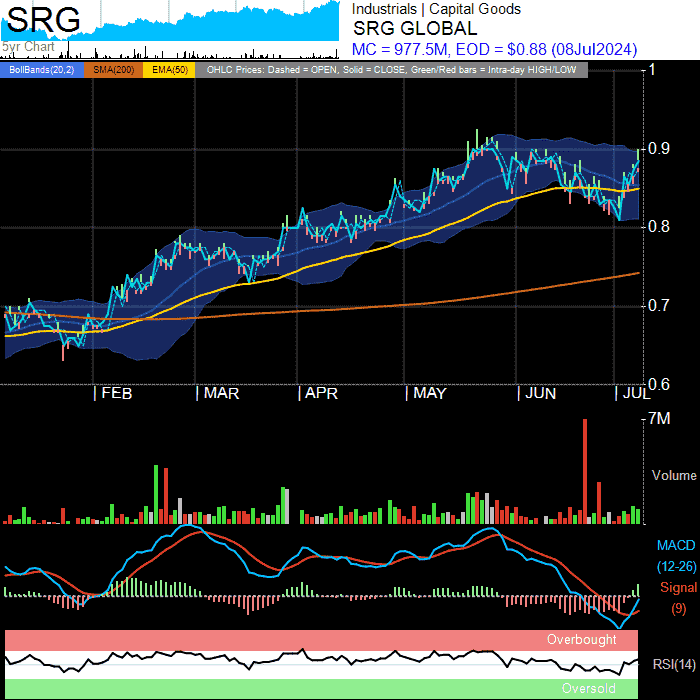 SRG
5yr Chart
Industrials | Capital Goods
SRG GLOBAL
MC = 977.5M, EOD = $0.88 (08Jul2024)
BollBands(20,2) SMA(200) EMA(50) OHLC Prices: Dashed = OPEN, Solid = CLOSE, Green/Red bars = Intra-day HIGH/LOW
1
0.9
0.8
0.7
0.6
| FEB | MAR | APR | MAY | JUN | JUL
7M
Volume
MACD
(12-26)
Signal
(9)
Overbought
RSI(14)
Oversold